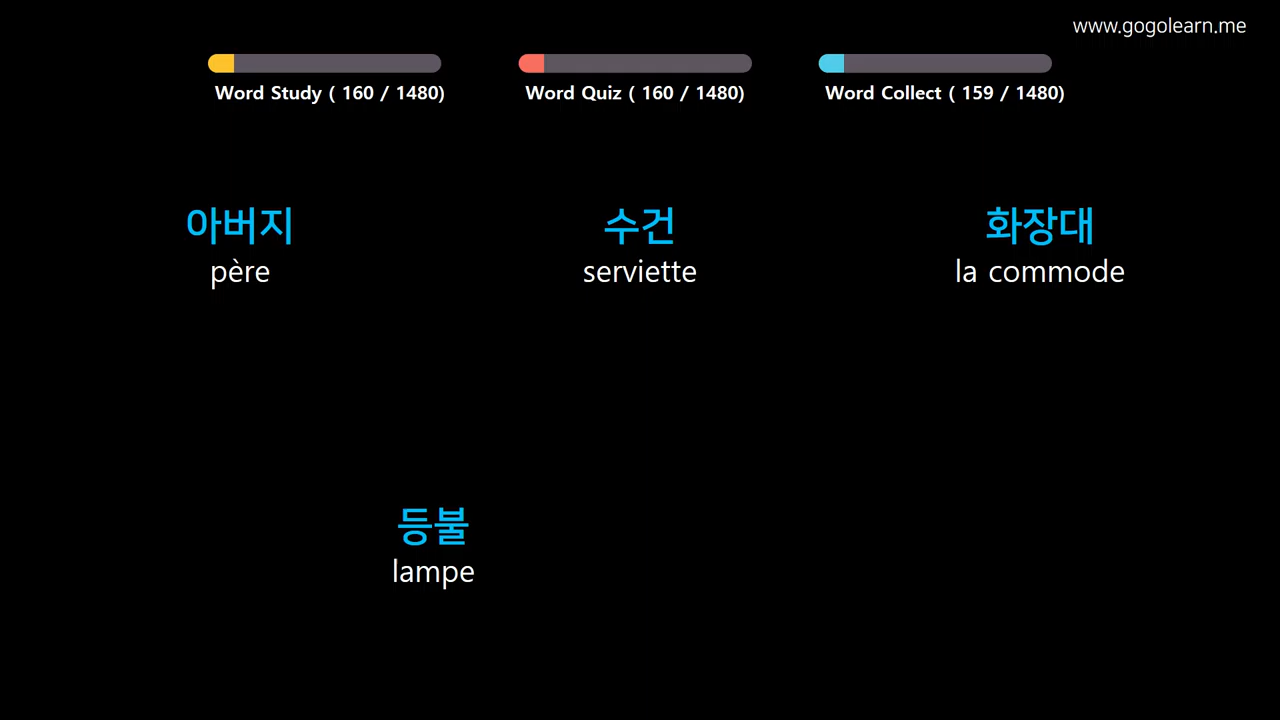 www.gogolearn.me
Word Study ( 160 / 1480)
Word Quiz ( 160 / 1480)
Word Collect ( 159 / 1480)
아버지
père
수건
serviette
화장대
la commode
등불
lampe